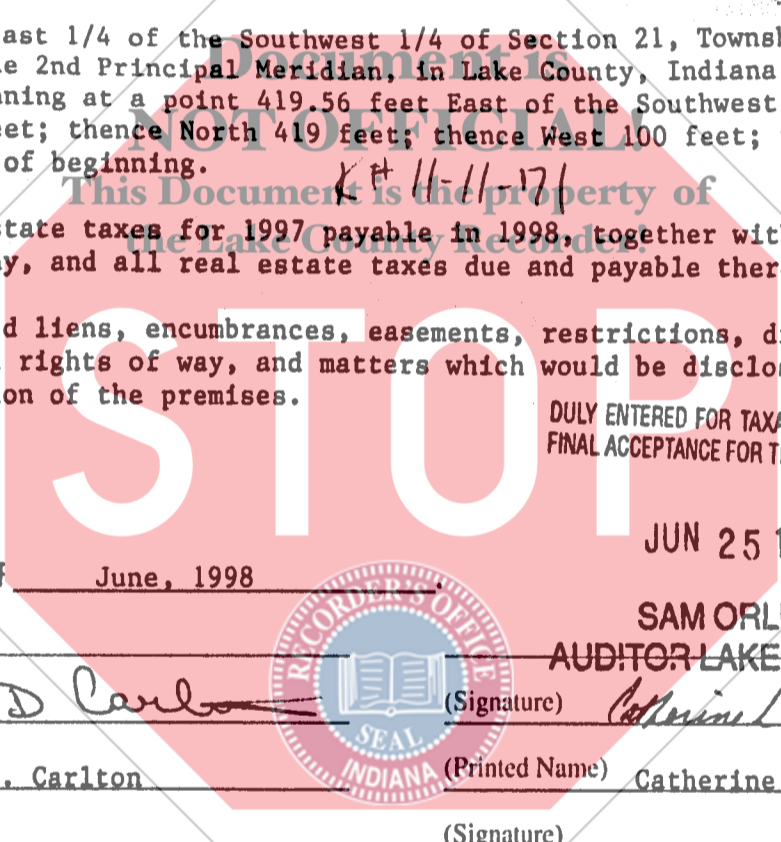 ast 1/4 of the Southwest 1/4 of Section 21, Townsh
Document is
e 2nd Principal Meridian, in Lake County, Indiana
nning at a point 419.56 feet East of the Southwest
NOT OFFICIAL!
eet; thence North 419 feet; thence West 100 feet;
of beginning.
K# 11-11-171
This Document is the property of
the Lake County Recorder!
state taxes for 1997 payable in 1998, together wit
y, and all real estate taxes due and payable ther
STOP
d liens, encumbrances, easements, restrictions, d
rights of way, and matters which would be disclo
on of the premises.
DULY ENTERED FOR TAXA
FINAL ACCEPTANCE FOR T
JUN 25 1
June, 1998
SAM ORL
AUDITOR LAKE
RECORDER'S OFFICE
SEAL
INDIANA
D Carl
(Signature) Catherine L
. Carlton
(Printed Name) Catherine
(Signature)